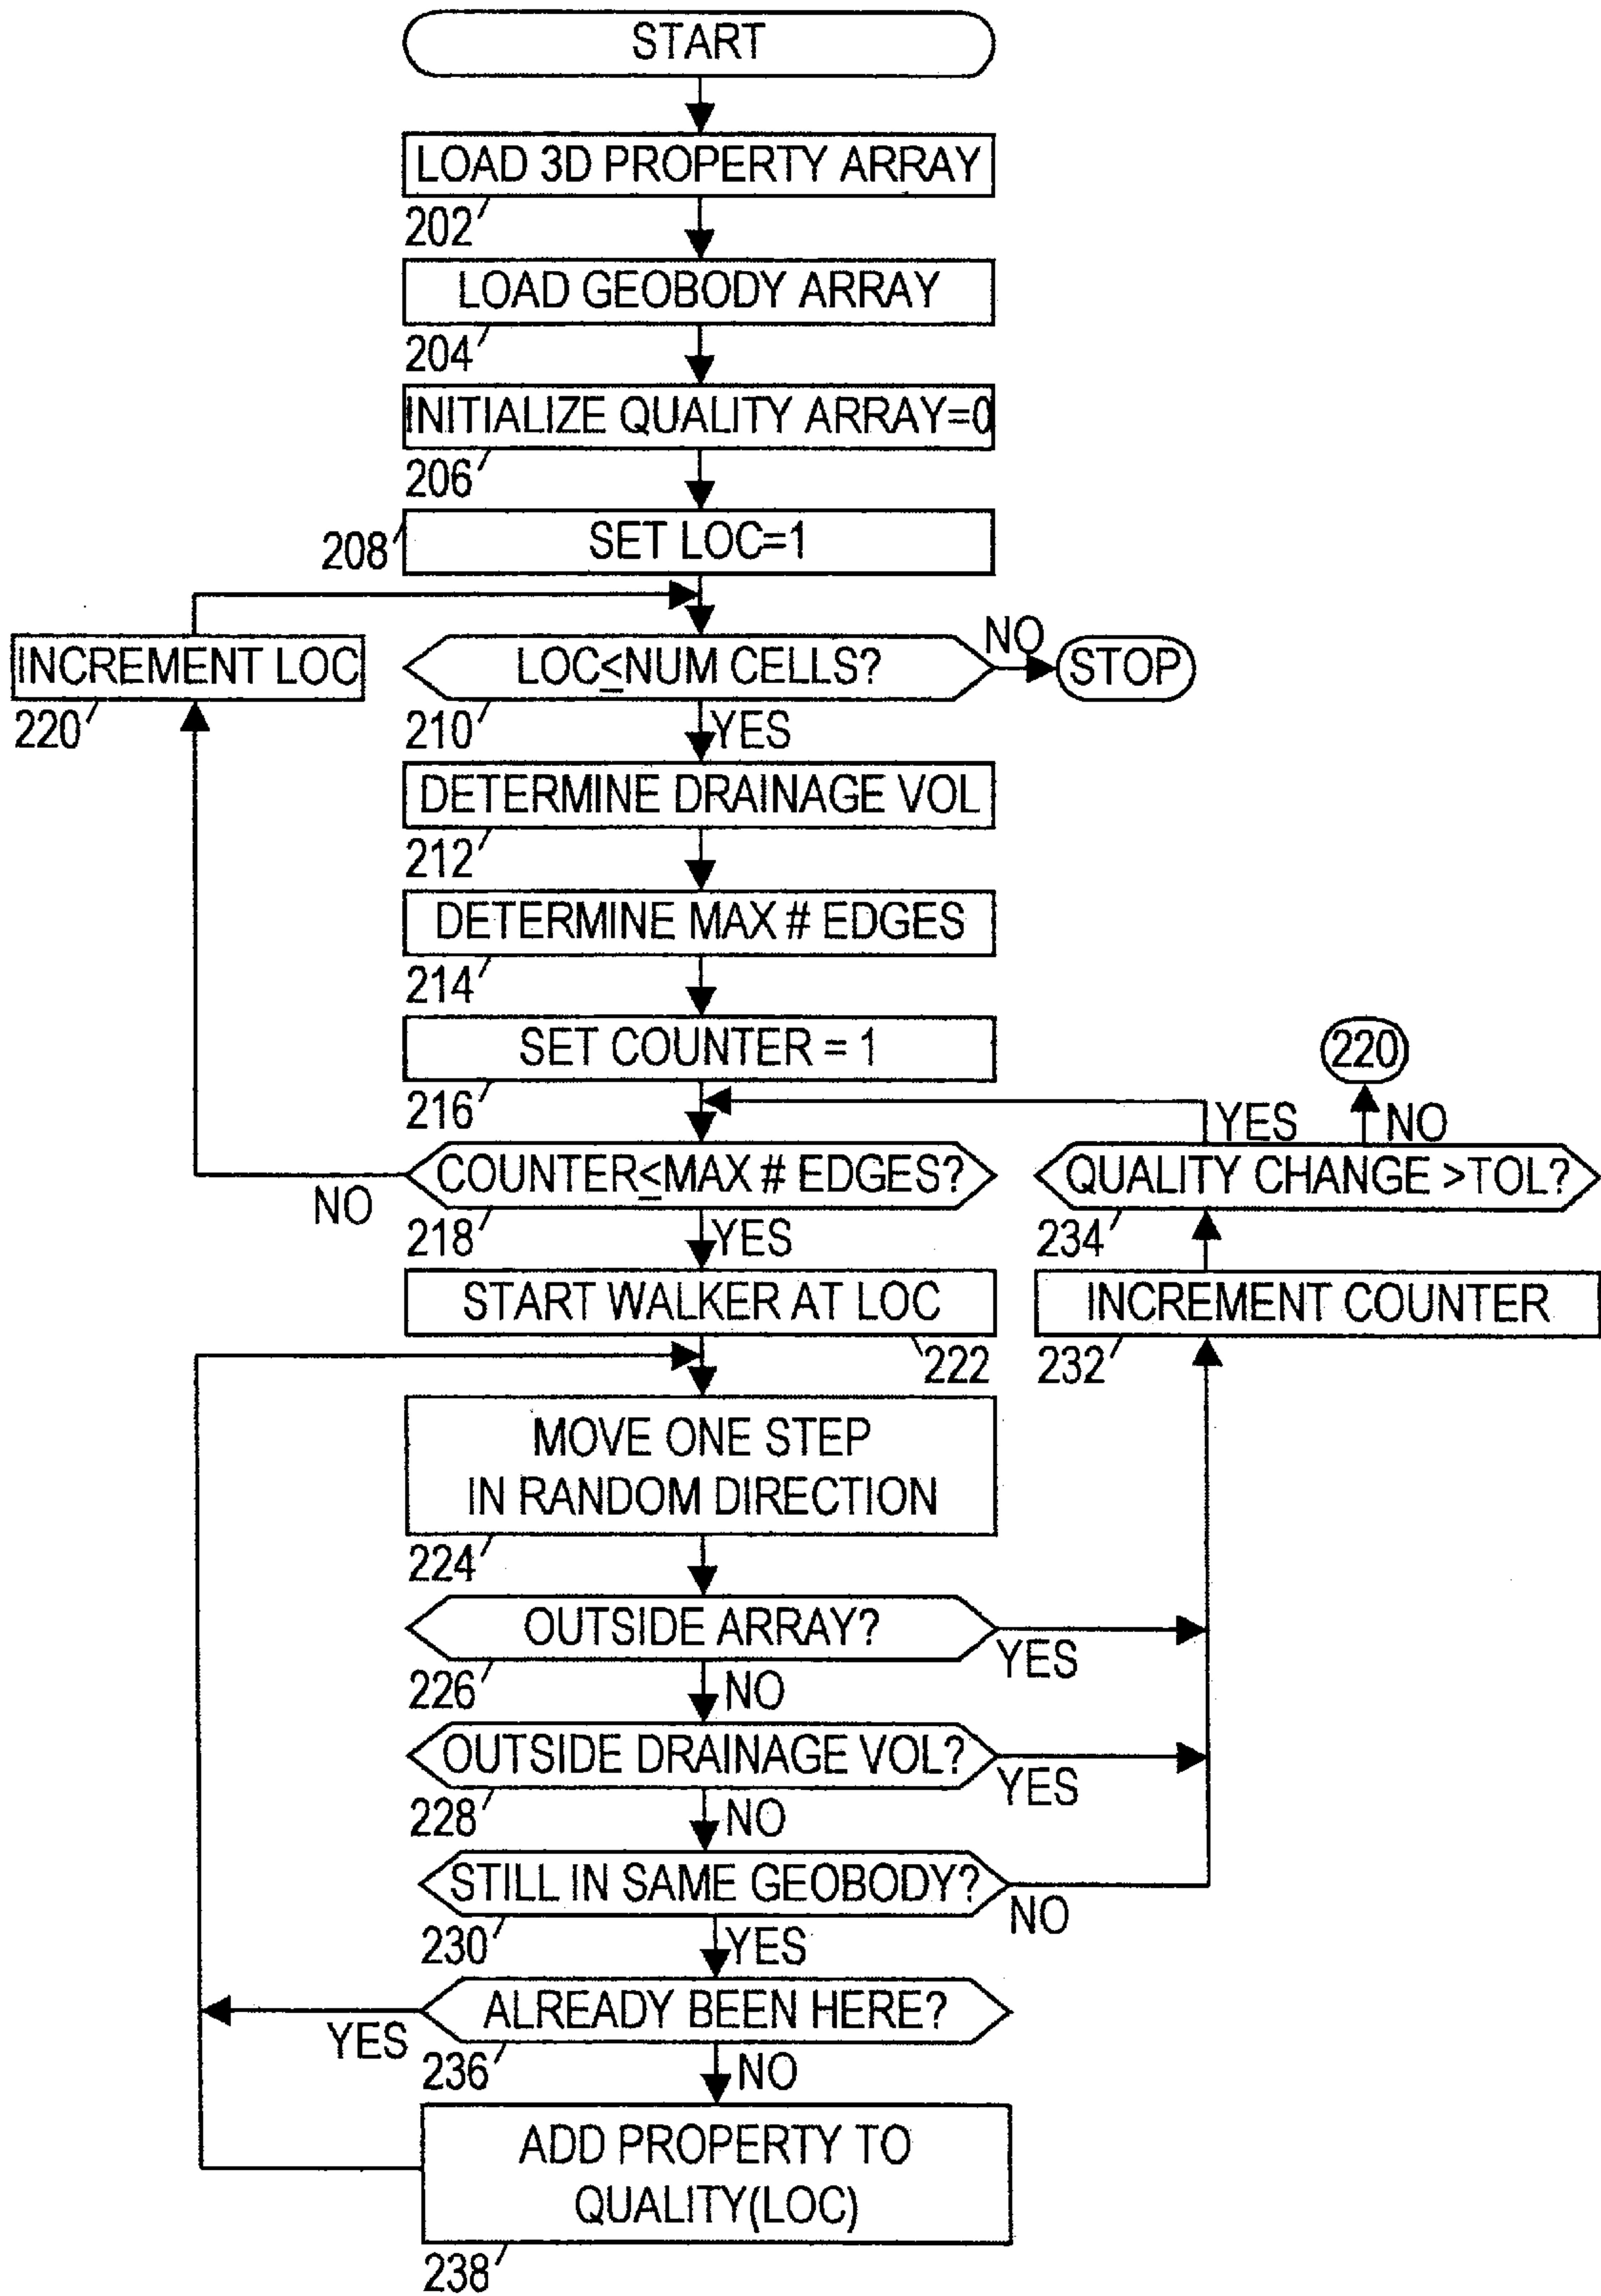 START
LOAD 3D PROPERTY ARRAY
202
LOAD GEOBODY ARRAY
204
INITIALIZE QUALITY ARRAY=0
206
SET LOC=1
208
INCREMENT LOC
220
LOC≤NUM CELLS?
NO
STOP
210
YES
DETERMINE DRAINAGE VOL
212
DETERMINE MAX # EDGES
214
SET COUNTER = 1
216
220
YES
NO
COUNTER≤MAX # EDGES?
NO
218
YES
QUALITY CHANGE >TOL?
234
START WALKER AT LOC
222
INCREMENT COUNTER
232
MOVE ONE STEP
IN RANDOM DIRECTION
224
OUTSIDE ARRAY?
YES
226
NO
OUTSIDE DRAINAGE VOL?
YES
228
NO
STILL IN SAME GEOBODY?
NO
230
YES
ALREADY BEEN HERE?
YES
236
NO
ADD PROPERTY TO
QUALITY(LOC)
238